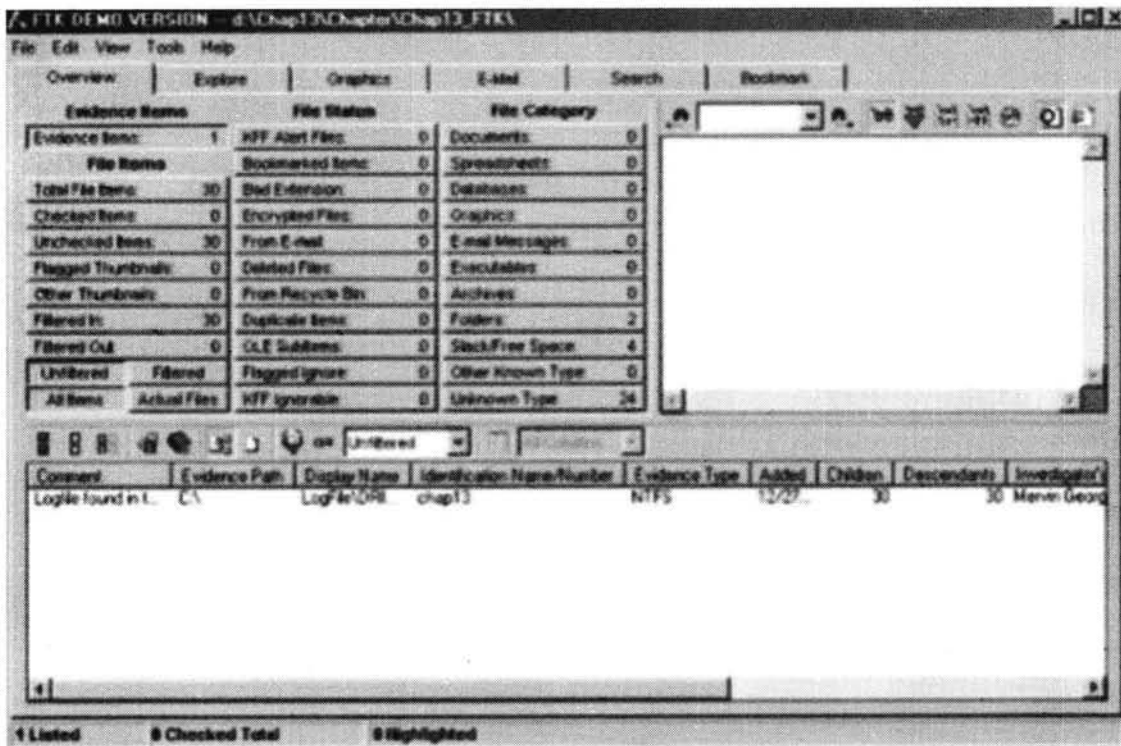 FTK DEMO VERSION -- d:\Chap13\Chapter\Chap13_FTK\
File Edit View Tools Help
Overview Explore Graphics E-Mail Search Bookmark
Evidence Items File Status File Category
Evidence Items: 1 KFF Alert Files: 0 Documents: 0
File Items Bookmarked Items: 0 Spreadsheets: 0
Total File Items: 30 Bad Extension: 0 Databases: 0
Checked Items: 0 Encrypted Files: 0 Graphics: 0
Unchecked Items: 30 From E-mail: 0 E-mail Messages: 0
Flagged Thumbnails: 0 Deleted Files: 0 Executables: 0
Other Thumbnails: 0 From Recycle Bin: 0 Archives: 0
Filtered In: 30 Duplicate Items: 0 Folders: 2
Filtered Out: 0 OLE Subitems: 0 Slack/Free Space: 4
Unfiltered Filtered Flagged Ignore: 0 Other Known Type: 0
All Items Actual Files KFF Ignorable: 0 Unknown Type: 24
OFF Unfiltered All Columns
Comment Evidence Path Display Name Identification Name/Number Evidence Type Added Children Descendants Investigator's
Logfile found in t... C:\ LogFile\DRI... chap13 NTFS 12/27... 30 30 Mervin Georg
1 Listed 0 Checked Total 0 Highlighted